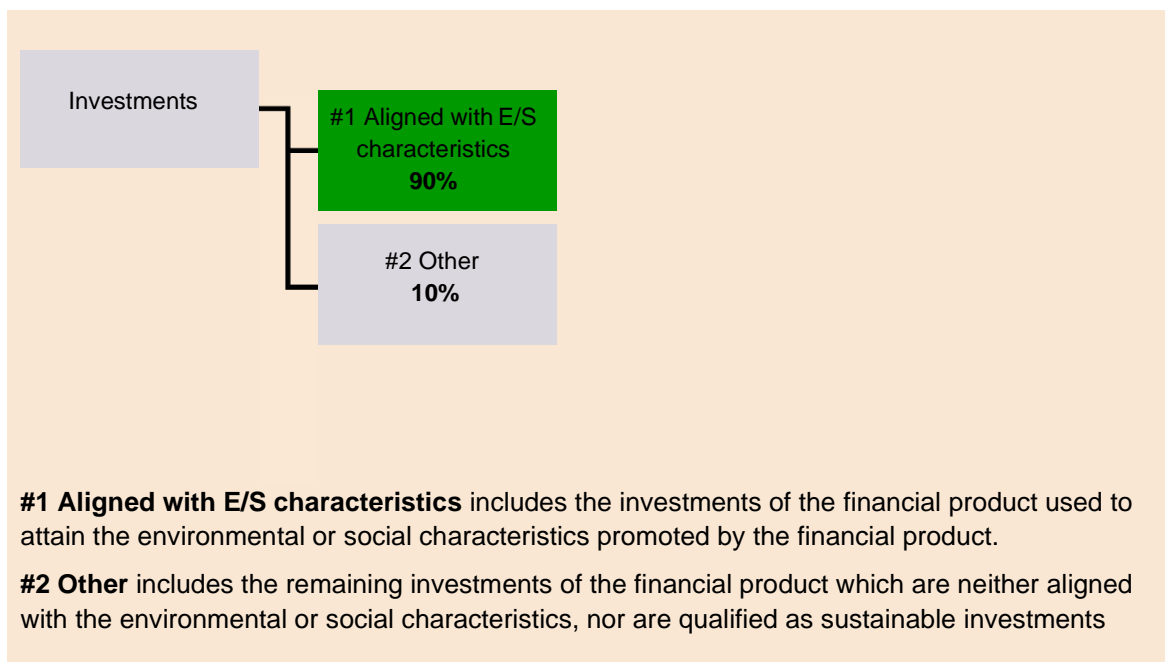 Investments
#1 Aligned with E/S
characteristics
90%
#2 Other
10%
#1 Aligned with E/S characteristics includes the investments of the financial product used to
attain the environmental or social characteristics promoted by the financial product.
#2 Other includes the remaining investments of the financial product which are neither aligned
with the environmental or social characteristics, nor are qualified as sustainable investments